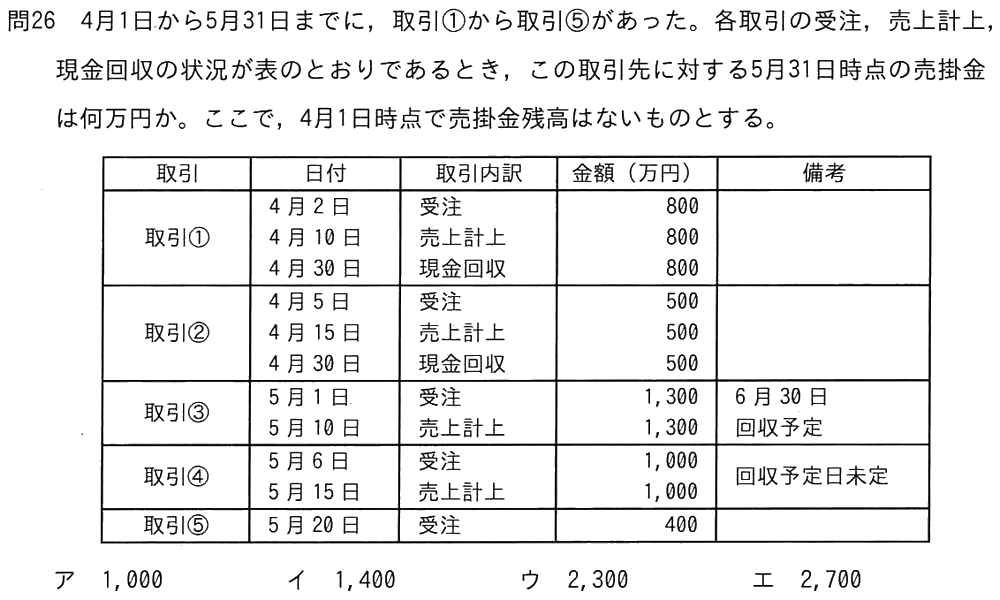 問26 4月1日から5月31日までに，取引①から取引⑤があった。各取引の受注，売上計上，
現金回収の状況が表のとおりであるとき，この取引先に対する5月31日時点の売掛金
は何万円か。ここで，4月1日時点で売掛金残高はないものとする。
取引 日付 取引内訳 金額（万円） 備考
4月2日 受注 800
取引① 4月10日 売上計上 800
4月30日 現金回収 800
4月5日 受注 500
取引② 4月15日 売上計上 500
4月30日 現金回収 500
取引③ 5月1日 受注 1,300 6月30日
5月10日 売上計上 1,300 回収予定
取引④ 5月6日 受注 1,000 回収予定日未定
5月15日 売上計上 1,000
取引⑤ 5月20日 受注 400
ア 1,000 イ 1,400 ウ 2,300 エ 2,700